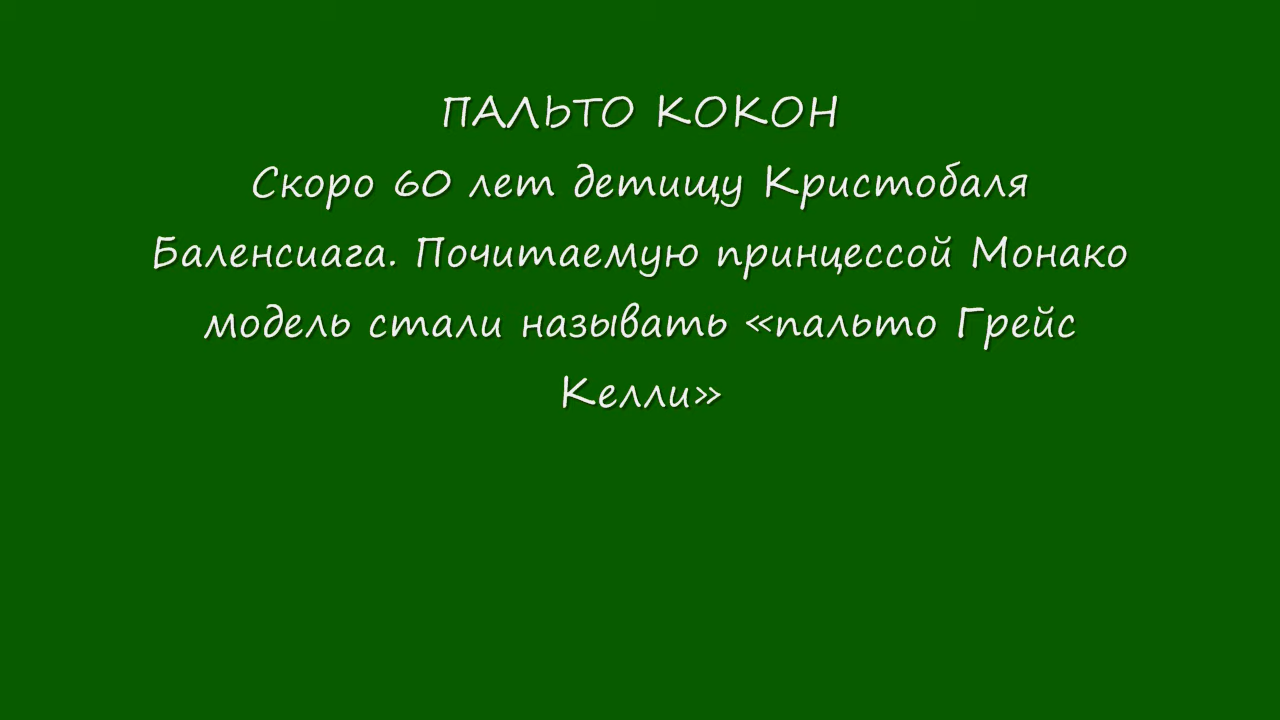 ПАЛЬТО КОКОН
Скоро 60 лет детищу Кристобаля
Баленсиага. Почитаемую принцессой Монако
модель стали называть «пальто Грейс
Келли»